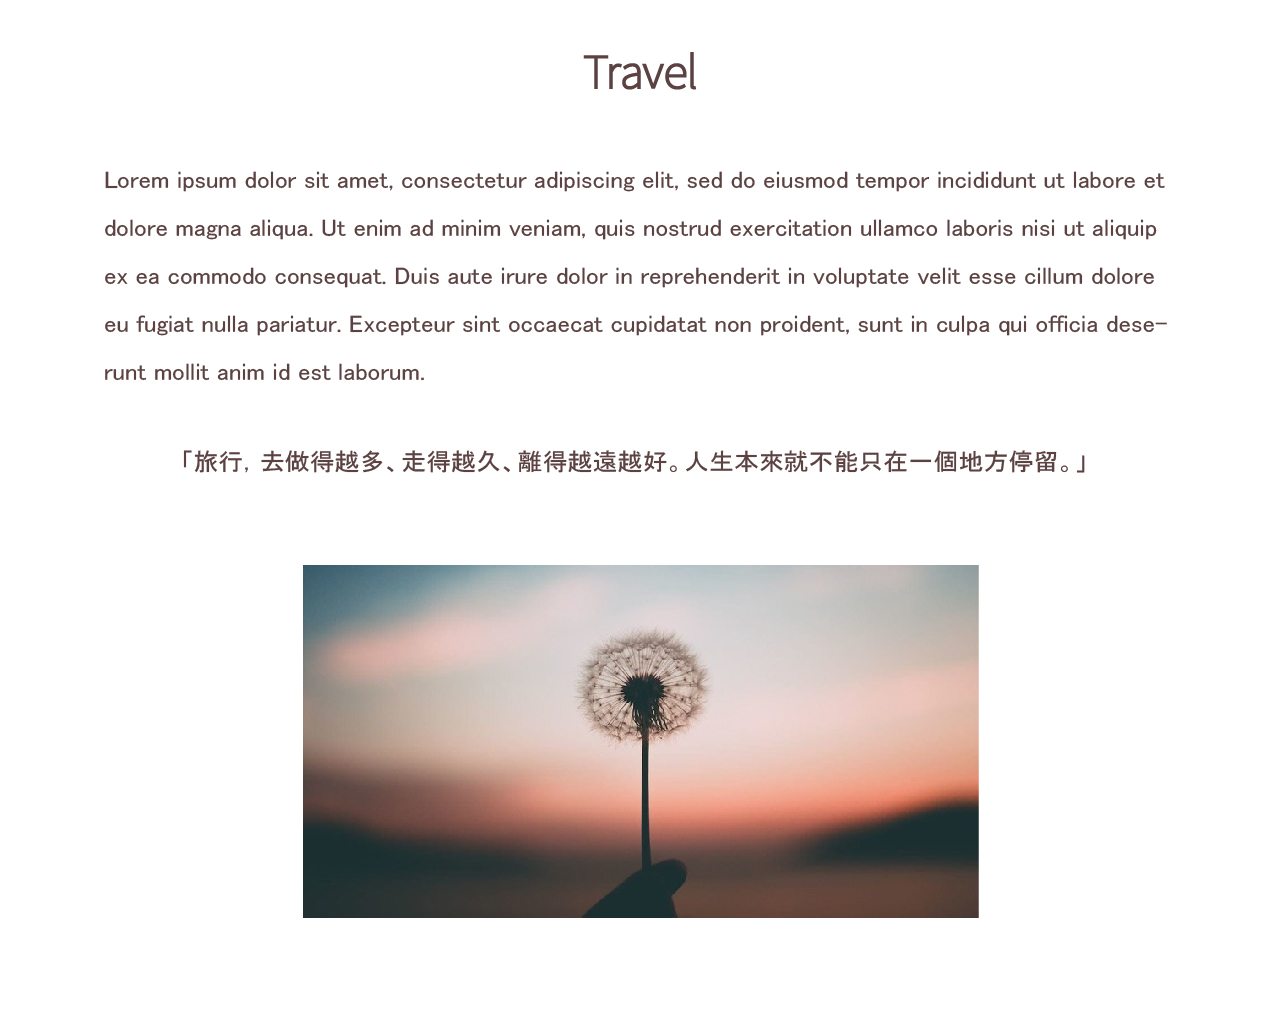 Travel
Lorem ipsum dolor sit amet, consectetur adipiscing elit, sed do eiusmod tempor incididunt ut labore et
dolore magna aliqua. Ut enim ad minim veniam, quis nostrud exercitation ullamco laboris nisi ut aliquip
ex ea commodo consequat. Duis aute irure dolor in reprehenderit in voluptate velit esse cillum dolore
eu fugiat nulla pariatur. Excepteur sint occaecat cupidatat non proident, sunt in culpa qui officia dese-
runt mollit anim id est laborum.
「旅行, 去做得越多、走得越久、離得越遠越好。人生本來就不能只在一個地方停留。」